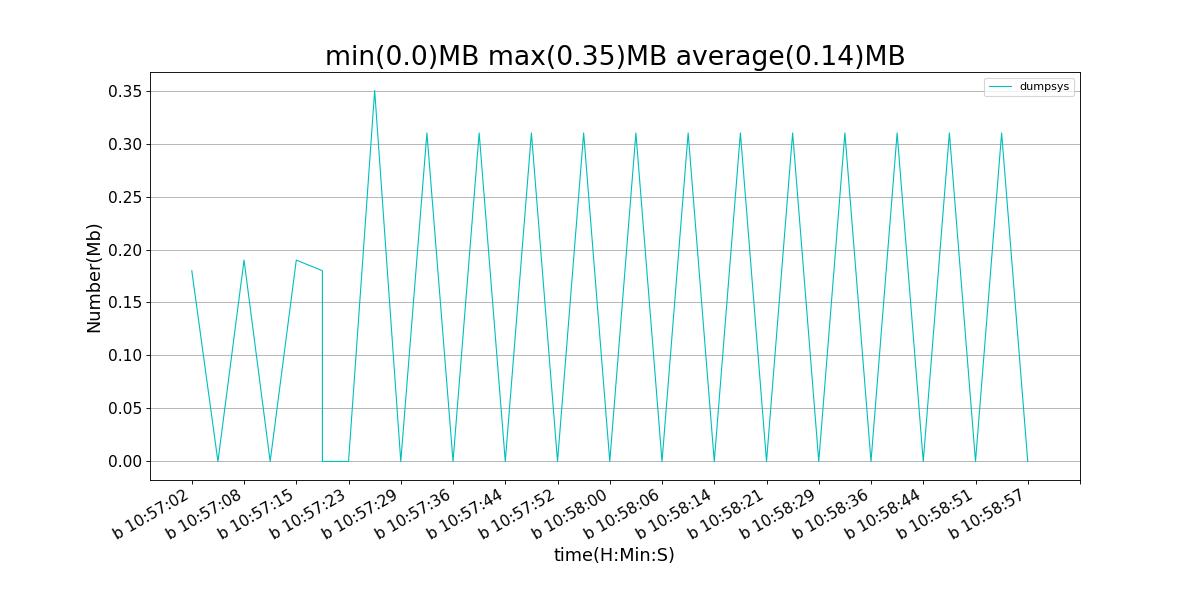 min(0.0)MB max(0.35)MB average(0.14)MB
dumpsys
0.35
0.30
0.25
0.20
0.15
0.10
0.05
0.00
Number(Mb)
b 10:57:02
b 10:57:08
b 10:57:15
b 10:57:23
b 10:57:29
b 10:57:36
b 10:57:44
b 10:57:52
b 10:58:00
b 10:58:06
b 10:58:14
b 10:58:21
b 10:58:29
b 10:58:36
b 10:58:44
b 10:58:51
b 10:58:57
time(H:Min:S)